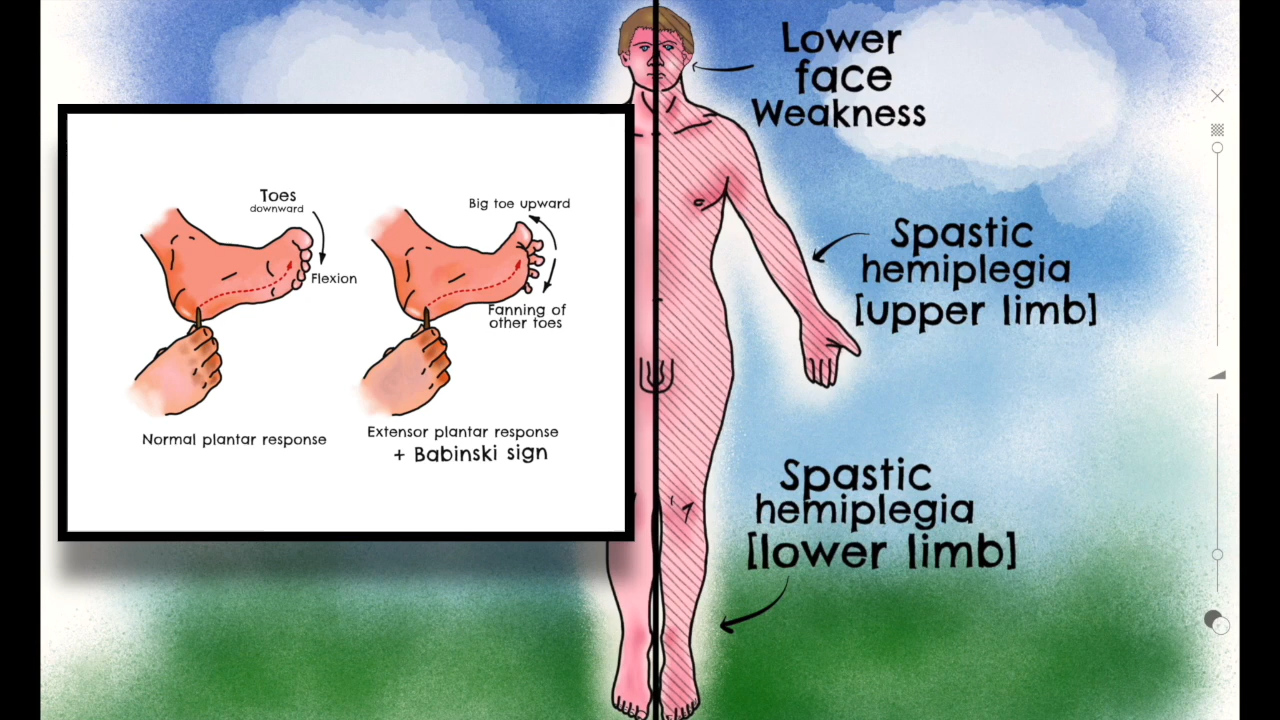 Lower
face
Weakness
Spastic
hemiplegia
[upper limb]
Spastic
hemiplegia
[lower limb]
Toes
downward
Flexion
Normal plantar response
Big toe upward
Fanning of
other toes
Extensor plantar response
+ Babinski sign